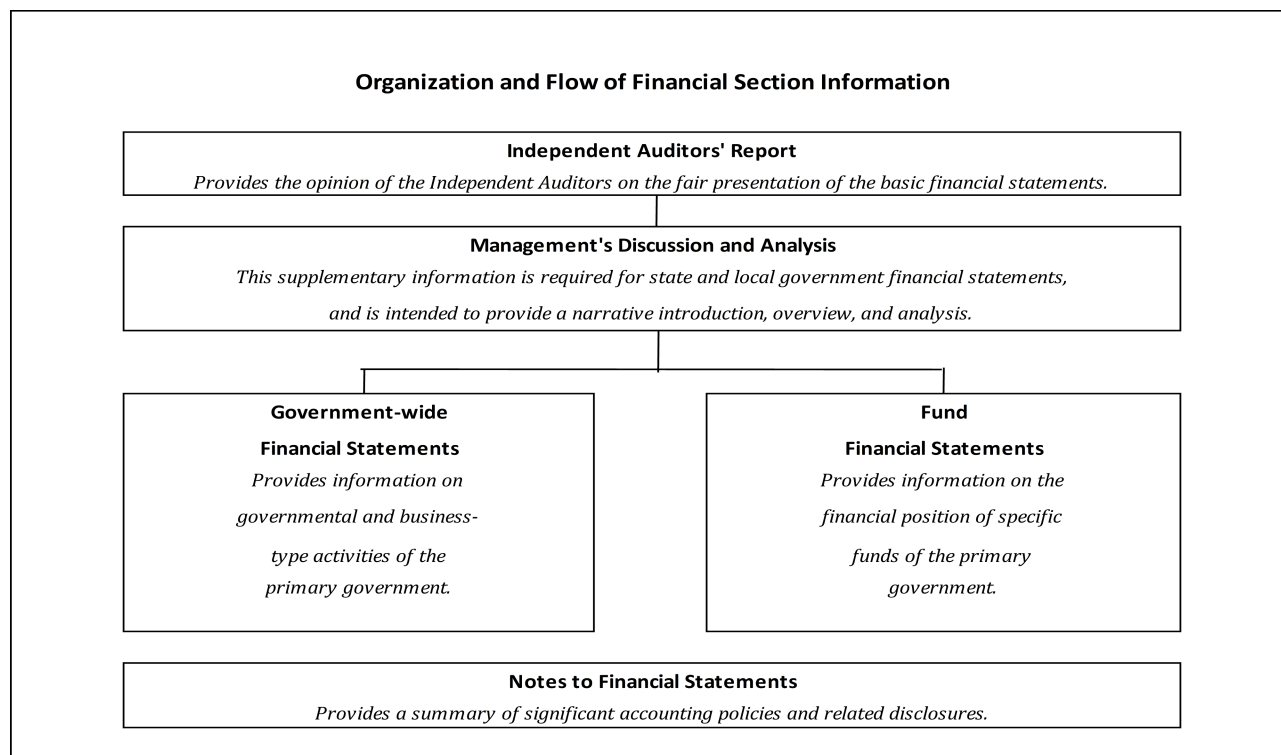 Organization and Flow of Financial Section Information
Independent Auditors' Report
Provides the opinion of the Independent Auditors on the fair presentation of the basic financial statements.
Management's Discussion and Analysis
This supplementary information is required for state and local government financial statements,
and is intended to provide a narrative introduction, overview, and analysis.
Government-wide
Financial Statements
Provides information on
governmental and business-
type activities of the
primary government.
Fund
Financial Statements
Provides information on the
financial position of specific
funds of the primary
government.
Notes to Financial Statements
Provides a summary of significant accounting policies and related disclosures.